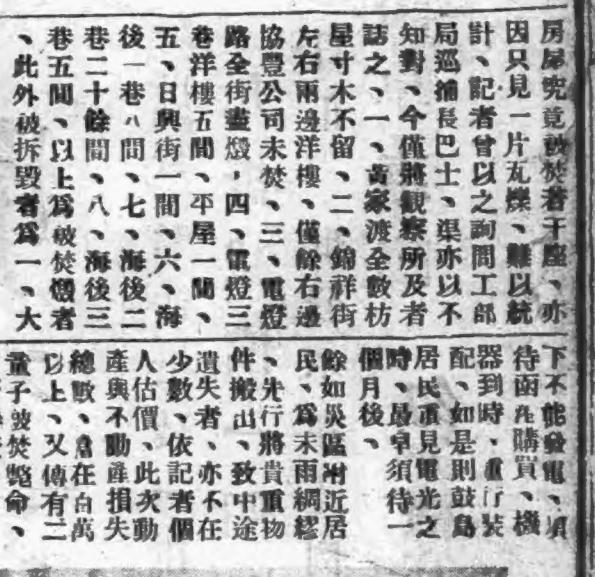 房屋究竟被焚若干座、亦
因只見一片瓦礫、難以統
計、記者曾以之詢問工部
局巡捕長巴士、渠亦以不
知對、今僅將觀察所及者
誌之、一、黃家渡全數枋
屋寸木不留、二、錦祥街
左右兩邊洋樓、僅餘右邊
協豐公司未焚、三、電燈
路全街盡燬，四、電燈三
巷洋樓五間、平屋一間、
五、日興街一間、六、海
後一巷八間、七、海後二
巷二十餘間、八、海後三
巷五間、以上為被焚燬者
、此外被拆毀者為一、大
下不能發電、須
待函在購買、機
器到時、重行裝
配、如是則鼓島
居民重見電光之
時、最早須待一
個月後、
餘如災區附近居
民、為未雨綢繆
、先行將貴重物
件搬出、致中途
遺失者、亦不在
少數、依記者個
人估價、此次動
產與不動產損失
總數、當在百萬
以上、又傳有二
童子被焚斃命、